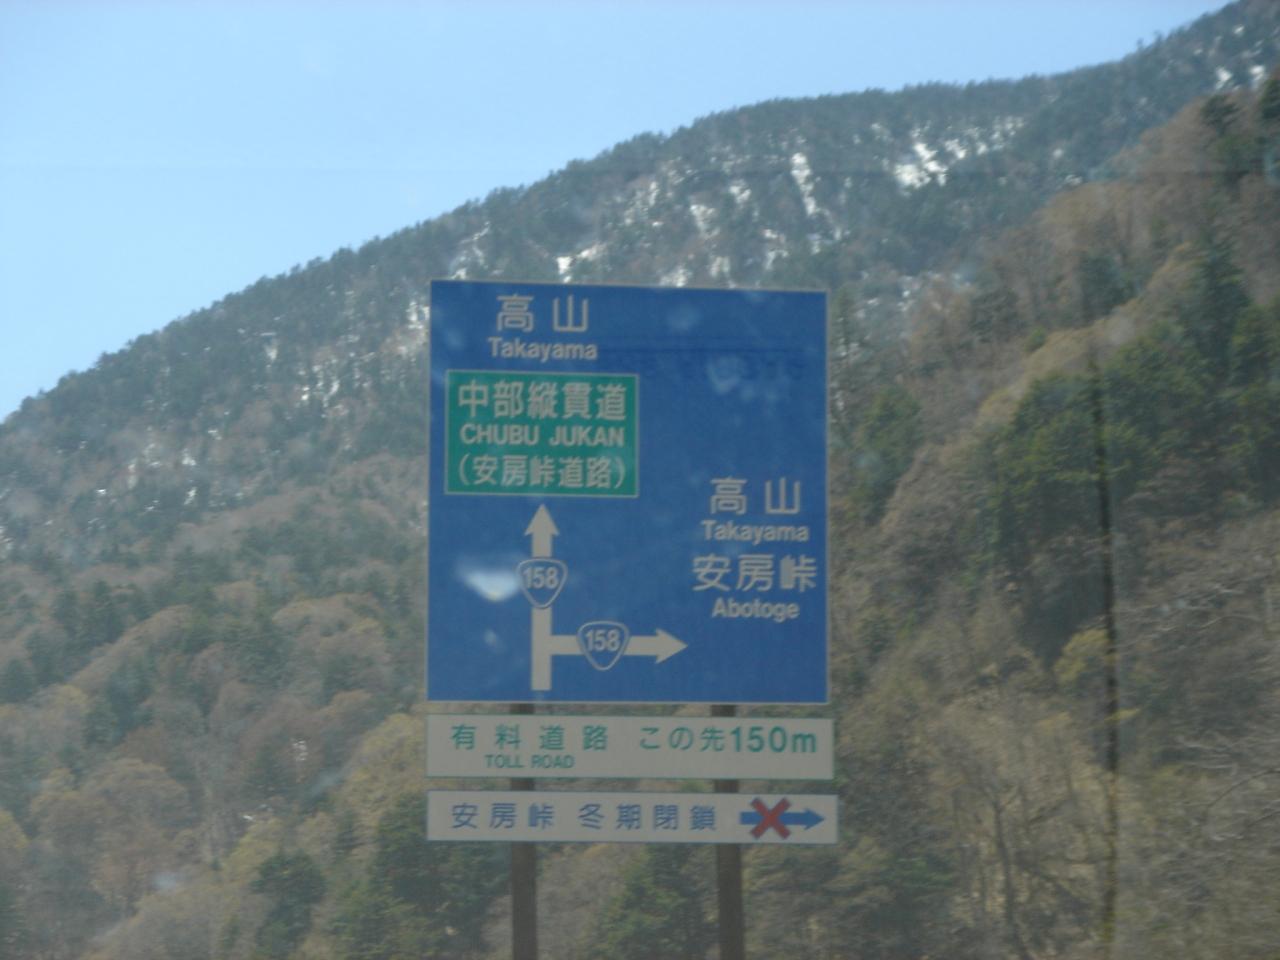 高山
Takayama
中部縦貫道
CHUBU JUKAN
(安房峠道路)
158
158
高山
Takayama
安房峠
Abotoge
有料道路 この先150m
TOLL ROAD
安房峠 冬期閉鎖